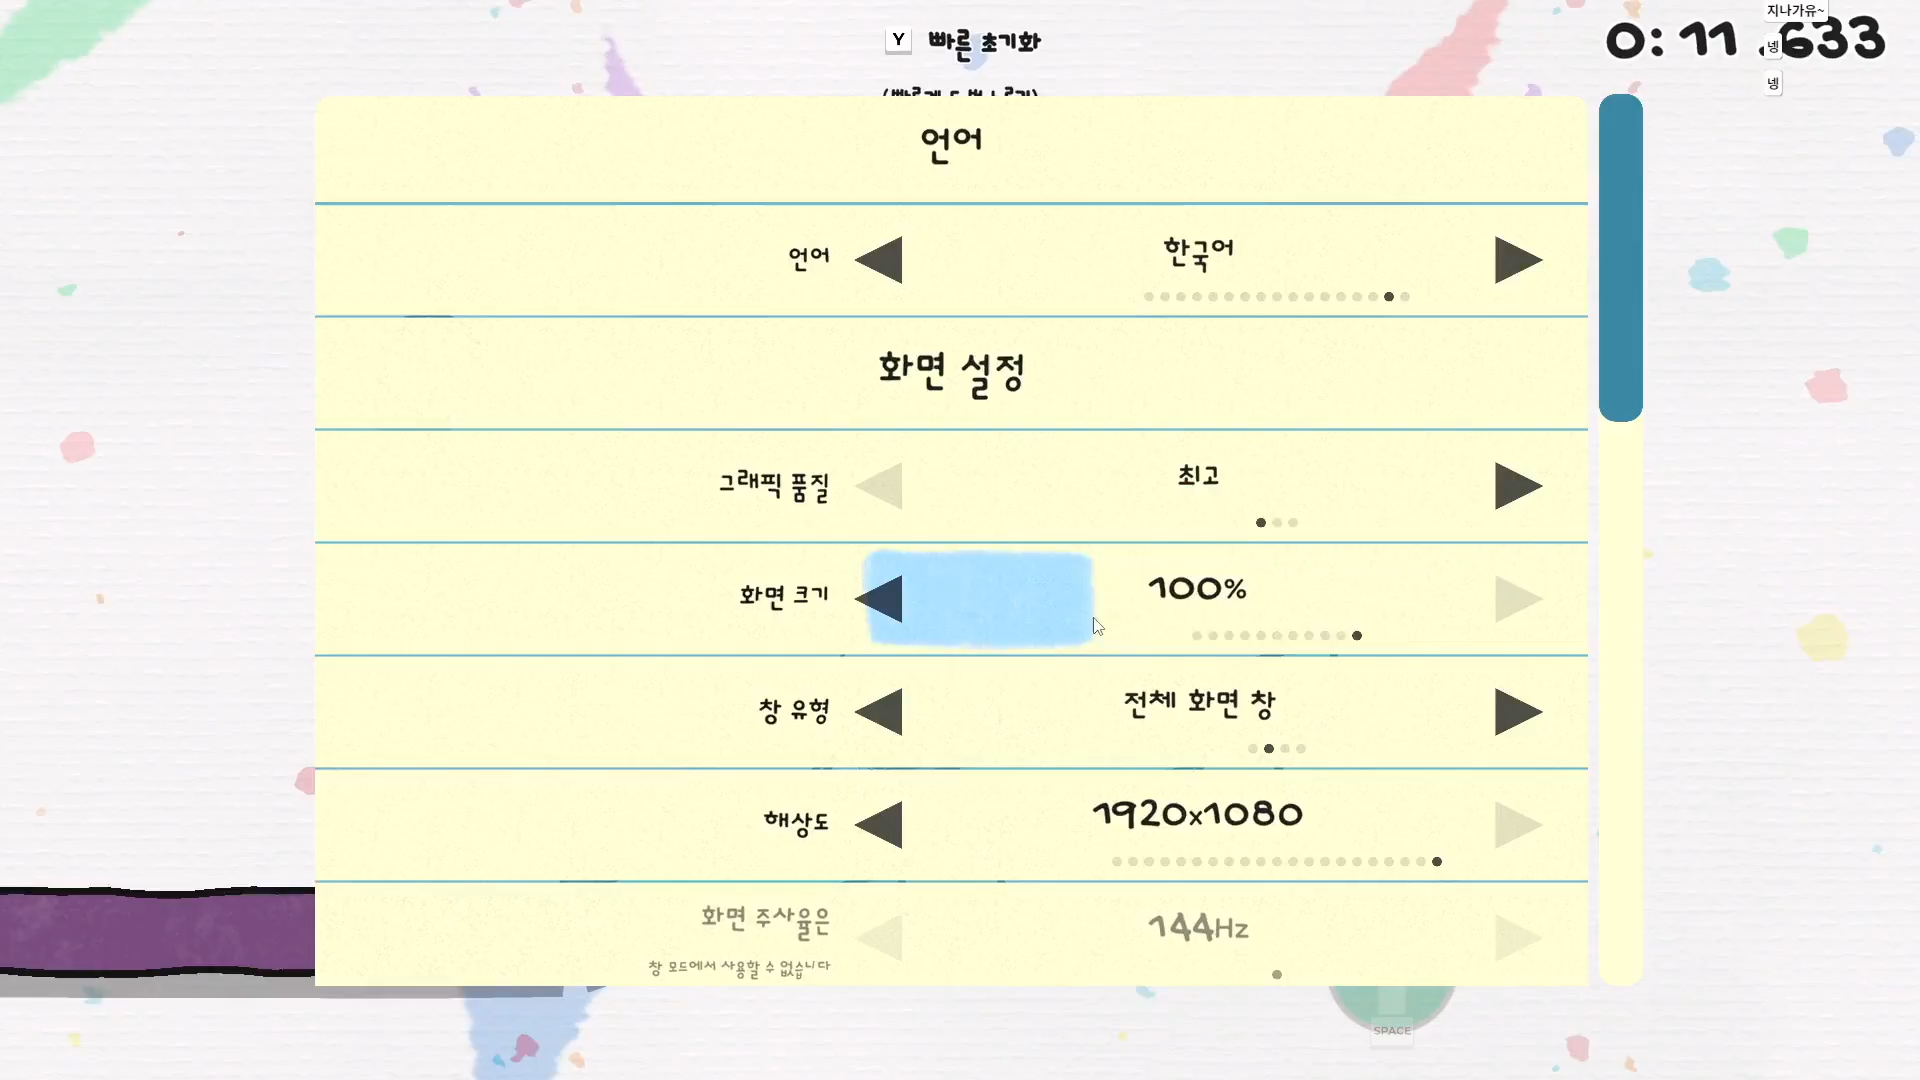 지나가유~
Y 빠른 초기화
0:11.633
넹
넹
언어
언어 한국어
화면 설정
그래픽 품질 최고
화면 크기 100%
창 유형 전체 화면 창
해상도 1920x1080
화면 주사율은 144Hz
창 모드에서 사용할 수 없습니다
SPACE